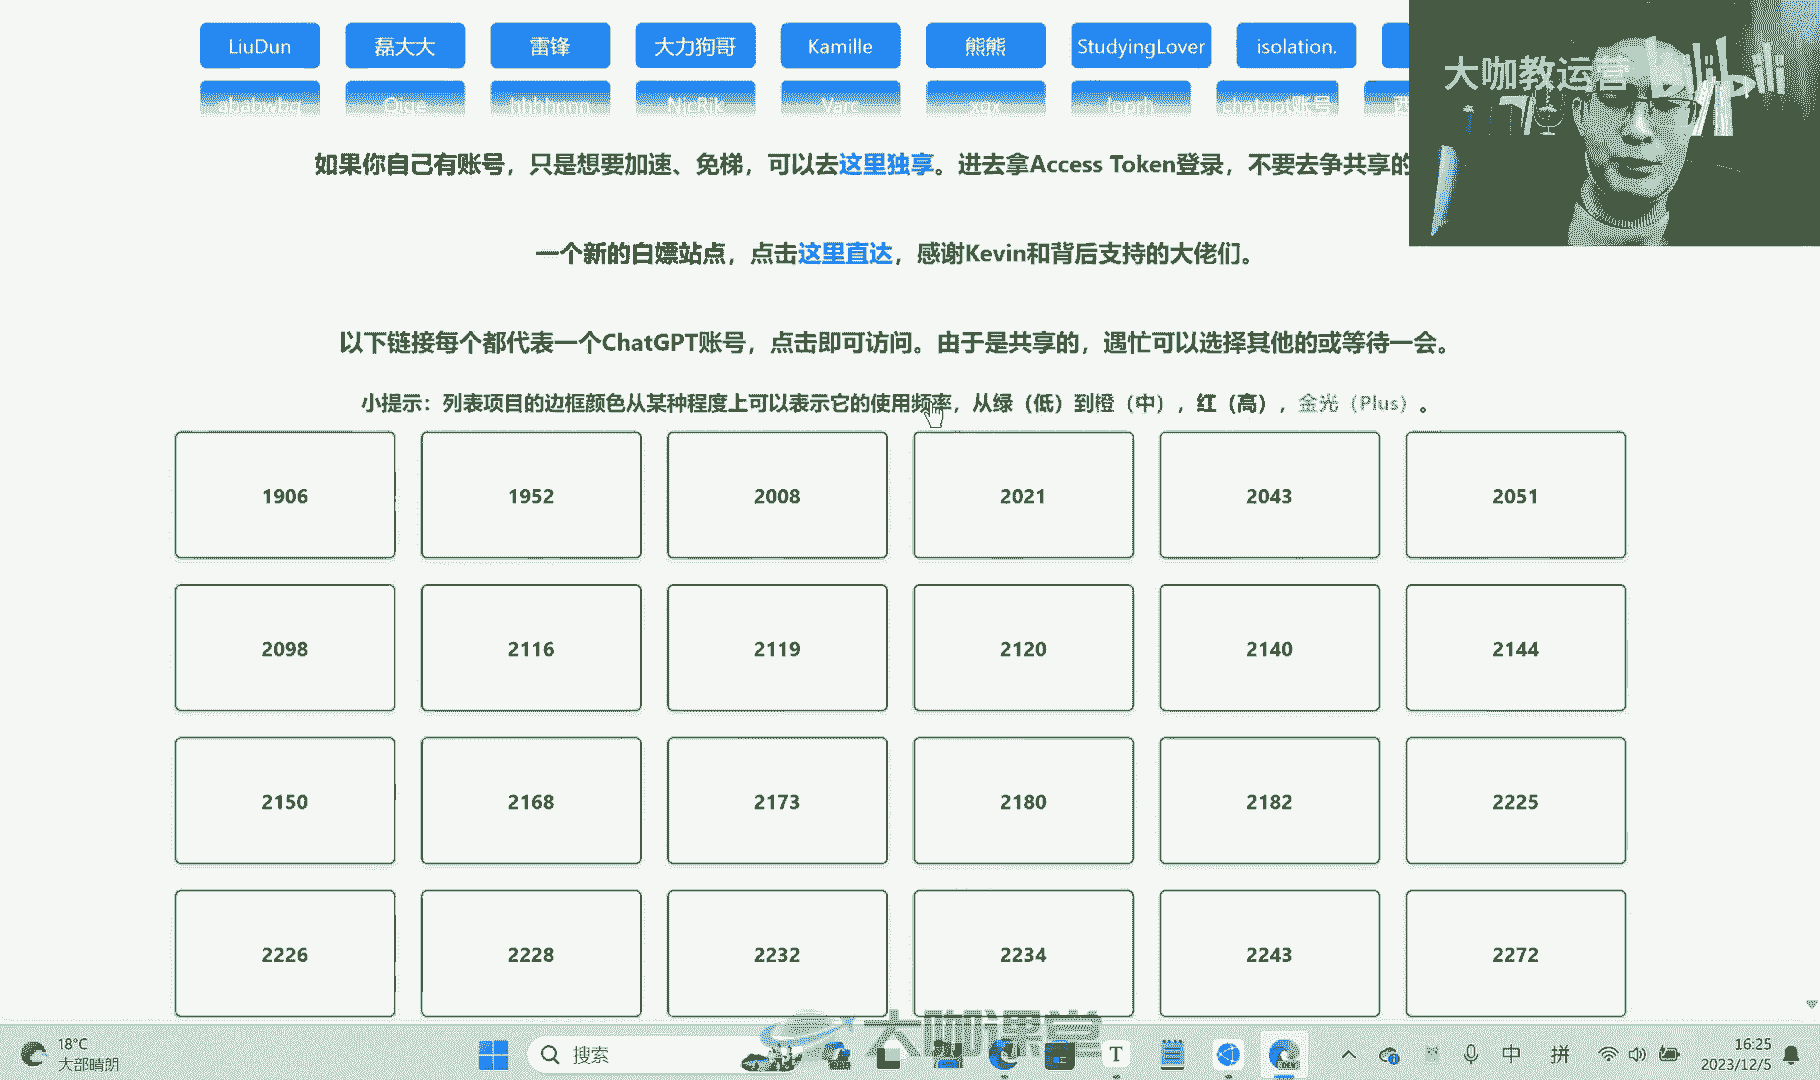 LiuDun 磊大大 雷锋 大力狗哥 Kamille 熊熊 StudyingLover isolation.
ababwbq Qige hhhhnnn NicRik Varc xqx loprh chatgpt账号
大咖教运营 bilibili
如果你自己有账号，只是想要加速、免梯，可以去这里独享。进去拿Access Token登录，不要去争共享的
一个新的白嫖站点，点击这里直达，感谢Kevin和背后支持的大佬们。
以下链接每个都代表一个ChatGPT账号，点击即可访问。由于是共享的，遇忙可以选择其他的或等待一会。
小提示：列表项目的边框颜色从某种程度上可以表示它的使用频率，从绿（低）到橙（中），红（高），金光（Plus）。
1906 1952 2008 2021 2043 2051
2098 2116 2119 2120 2140 2144
2150 2168 2173 2180 2182 2225
2226 2228 2232 2234 2243 2272
大咖课堂
18°C
大部晴朗
搜索
中 拼
16:25
2023/12/5